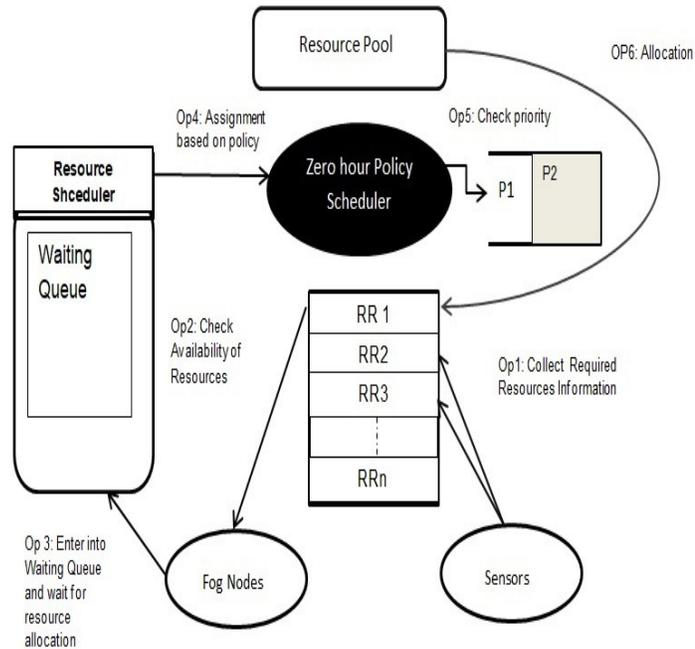 Resource Pool
OP6: Allocation
Op4: Assignment
based on policy
Op5: Check priority
Resource
Shceduler
Zero hour Policy
Scheduler
P1
P2
Waiting
Queue
Op2: Check
Availability of
Resources
RR 1
RR2
RR3
RRn
Op1: Collect Required
Resources Information
Op 3: Enter into
Waiting Queue
and wait for
resource
allocation
Fog Nodes
Sensors